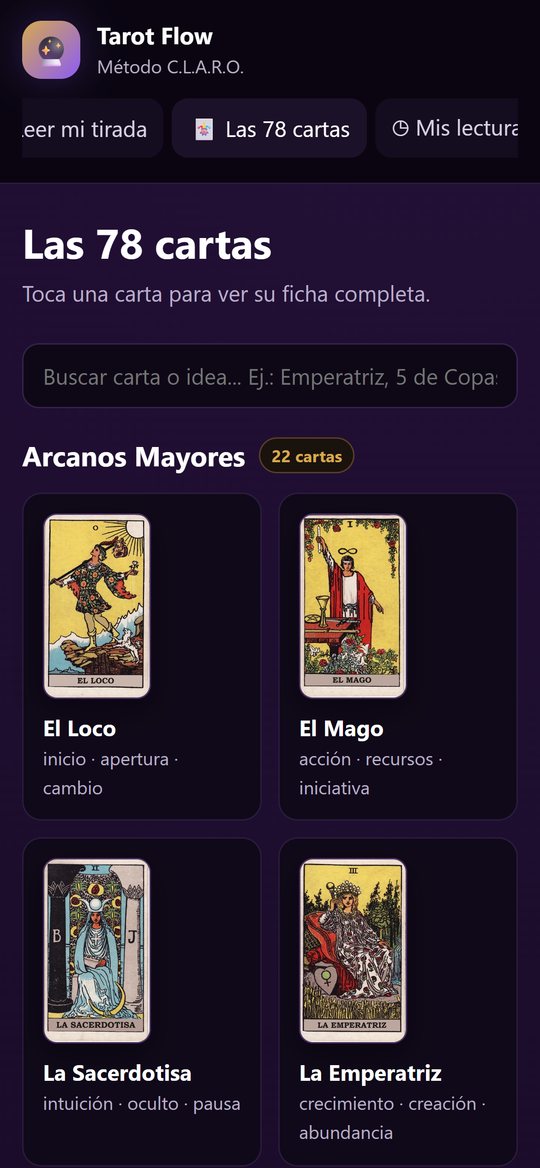 Tarot Flow
Método C.L.A.R.O.
Leer mi tirada
Las 78 cartas
Mis lectura
Las 78 cartas
Toca una carta para ver su ficha completa.
Buscar carta o idea... Ej.: Emperatriz, 5 de Copas
Arcanos Mayores
22 cartas
EL LOCO
El Loco
inicio · apertura ·
cambio
I
EL MAGO
El Mago
acción · recursos ·
iniciativa
II
B J
LA SACERDOTISA
La Sacerdotisa
intuición · oculto · pausa
III
LA EMPERATRIZ
La Emperatriz
crecimiento · creación ·
abundancia